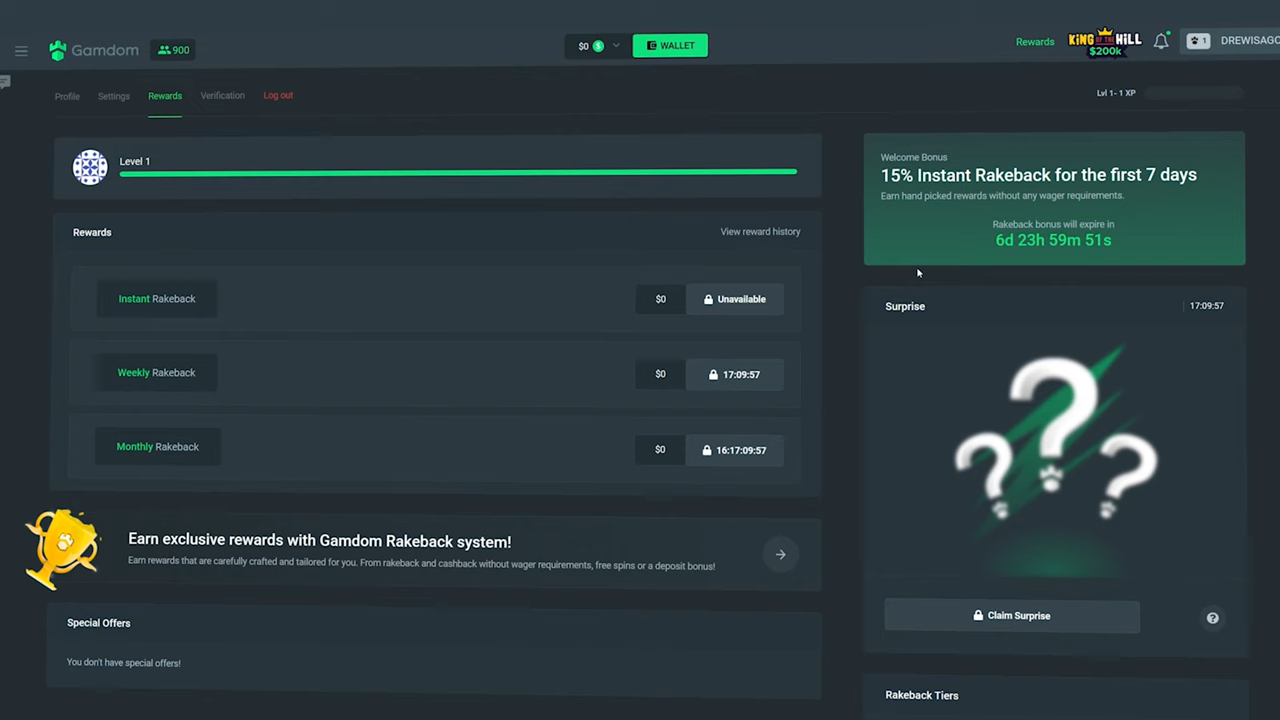 Gamdom
900
$0
WALLET
Rewards
KING OF THE HILL
$200k
1
DREWISAGO
Profile
Settings
Rewards
Verification
Log out
Lvl 1- 1 XP
Level 1
Welcome Bonus
15% Instant Rakeback for the first 7 days
Earn hand picked rewards without any wager requirements.
Rakeback bonus will expire in
6d 23h 59m 51s
Rewards
View reward history
Instant Rakeback
$0
Unavailable
Weekly Rakeback
$0
17:09:57
Monthly Rakeback
$0
16:17:09:57
Surprise
17:09:57
Claim Surprise
Earn exclusive rewards with Gamdom Rakeback system!
Earn rewards that are carefully crafted and tailored for you. From rakeback and cashback without wager requirements, free spins or a deposit bonus!
Special Offers
You don't have special offers!
Rakeback Tiers